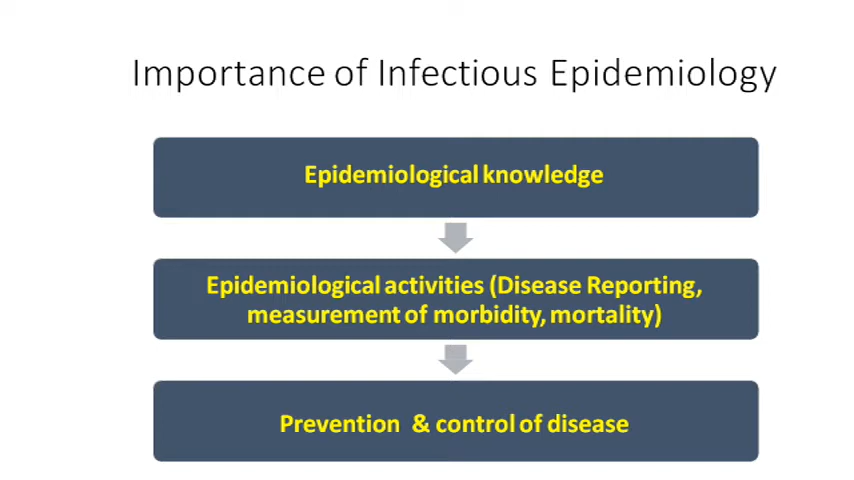 Importance of Infectious Epidemiology
Epidemiological knowledge
Epidemiological activities (Disease Reporting,
measurement of morbidity, mortality)
Prevention & control of disease